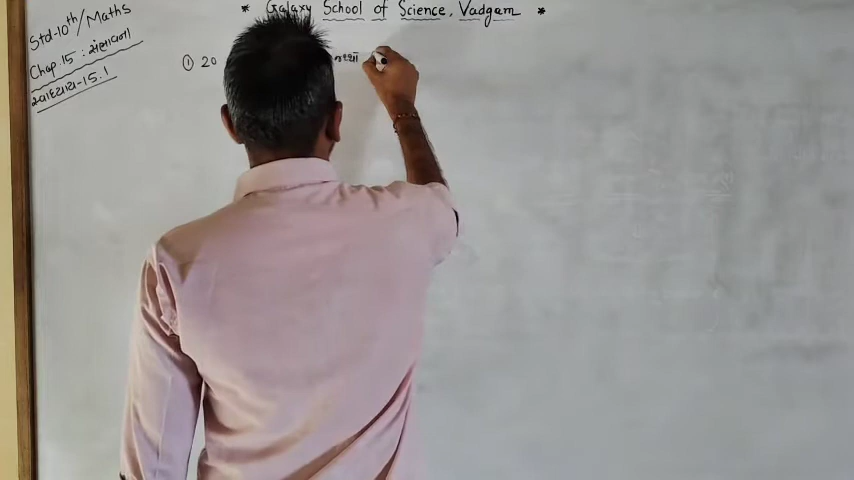 * Galaxy School of Science, Vadgam *
Std-10th/Maths
Chap. 15 : સંભાવના
સ્વાધ્યાય-15.1
① 20